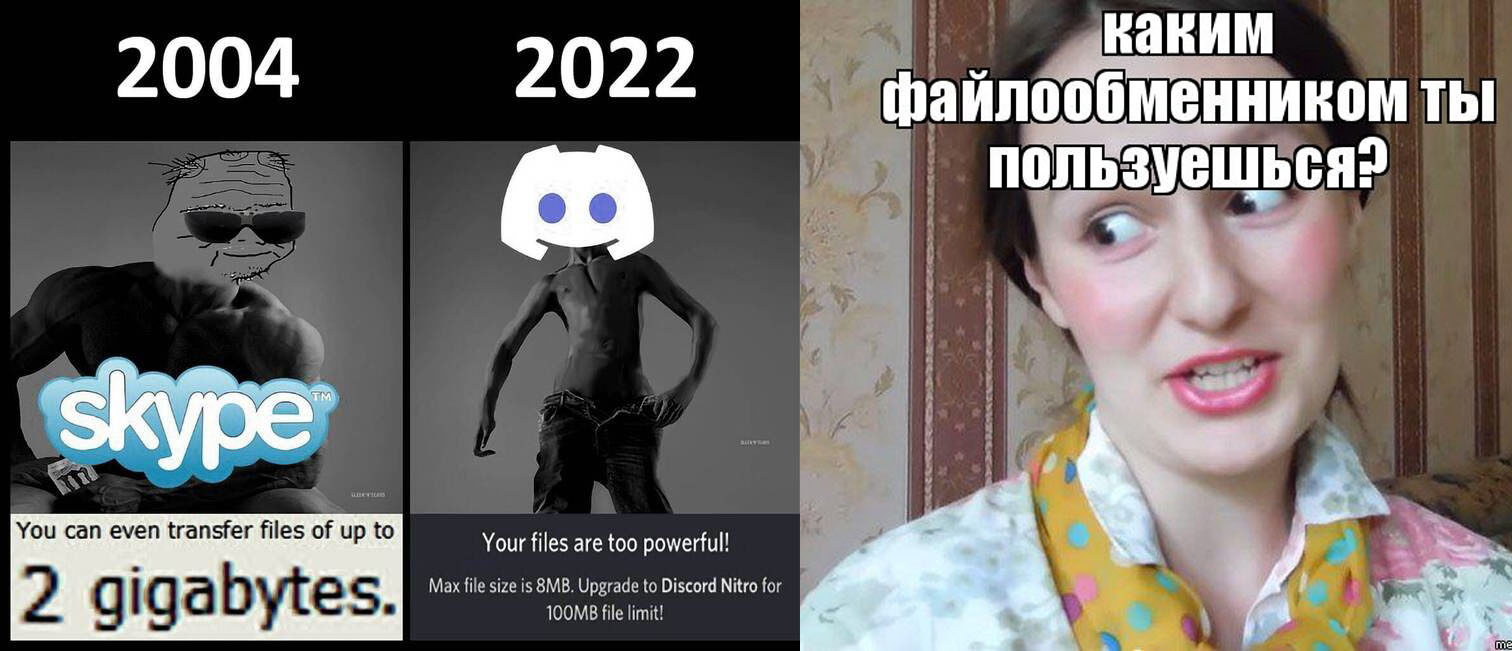 2004
2022
skype
TM
You can even transfer files of up to
2 gigabytes.
Your files are too powerful!
Max file size is 8MB. Upgrade to Discord Nitro for
100MB file limit!
каким
файлообменником ты
пользуешься?